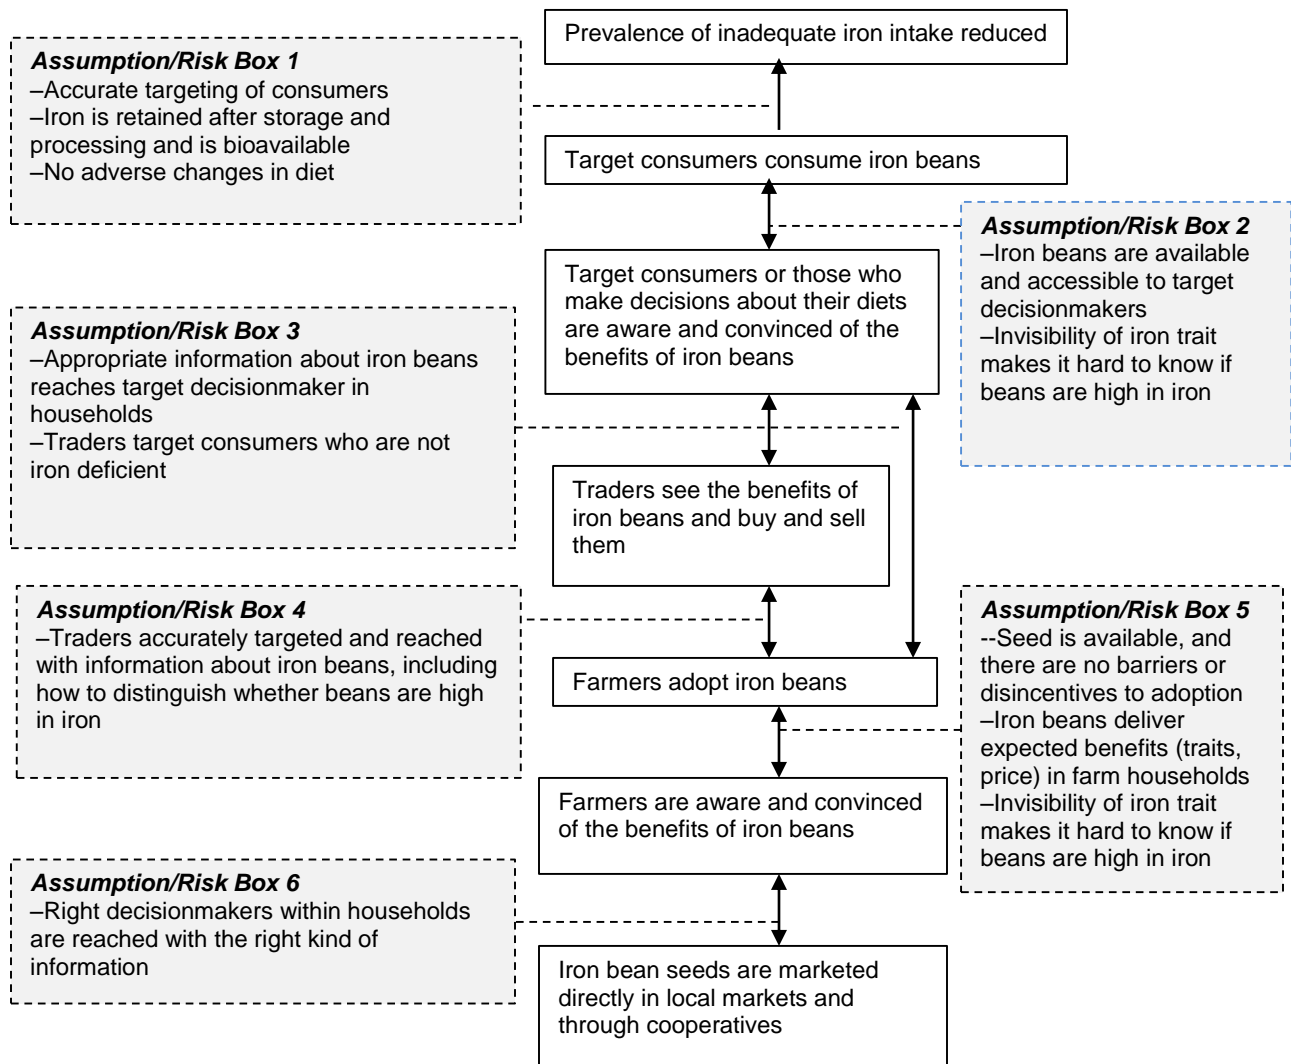 Prevalence of inadequate iron intake reduced
Assumption/Risk Box 1
–Accurate targeting of consumers
–Iron is retained after storage and
processing and is bioavailable
–No adverse changes in diet
Target consumers consume iron beans
Assumption/Risk Box 2
–Iron beans are available
and accessible to target
decisionmakers
–Invisibility of iron trait
makes it hard to know if
beans are high in iron
Target consumers or those who
make decisions about their diets
are aware and convinced of the
benefits of iron beans
Assumption/Risk Box 3
–Appropriate information about iron beans
reaches target decisionmaker in
households
–Traders target consumers who are not
iron deficient
Traders see the benefits of
iron beans and buy and sell
them
Assumption/Risk Box 4
–Traders accurately targeted and reached
with information about iron beans, including
how to distinguish whether beans are high
in iron
Assumption/Risk Box 5
--Seed is available, and
there are no barriers or
disincentives to adoption
–Iron beans deliver
expected benefits (traits,
price) in farm households
–Invisibility of iron trait
makes it hard to know if
beans are high in iron
Farmers adopt iron beans
Farmers are aware and convinced
of the benefits of iron beans
Assumption/Risk Box 6
–Right decisionmakers within households
are reached with the right kind of
information
Iron bean seeds are marketed
directly in local markets and
through cooperatives